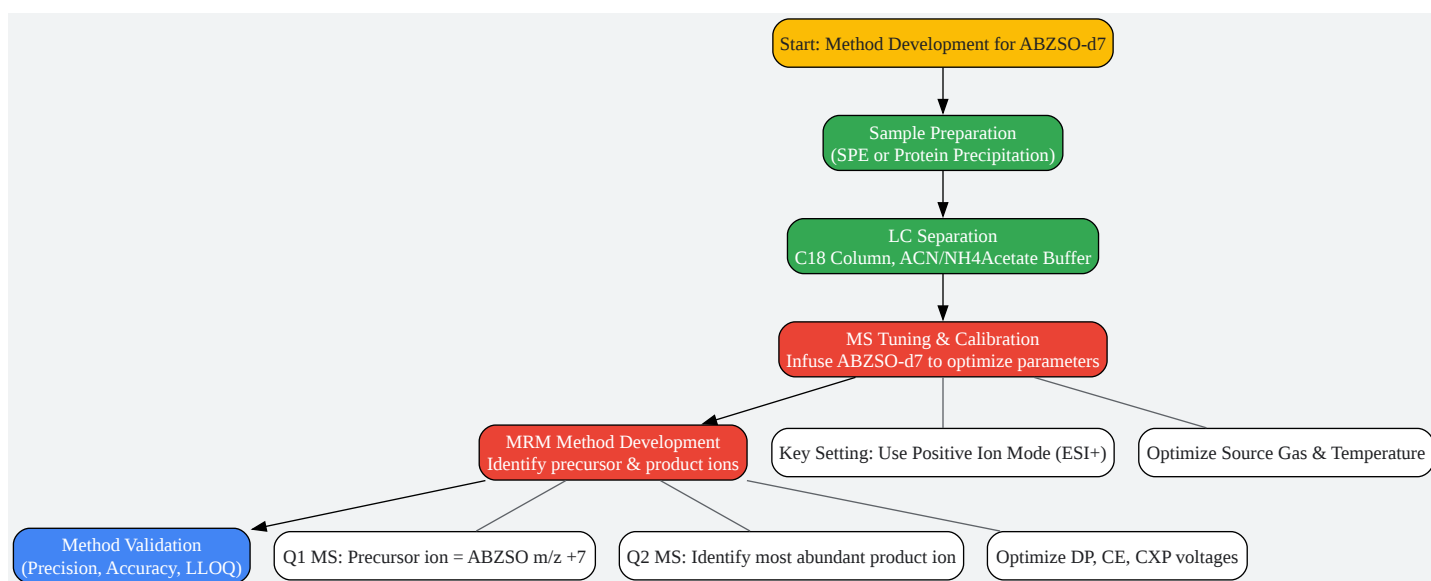 Start: Method Development for ABZSO-d7
Sample Preparation
(SPE or Protein Precipitation)
LC Separation
C18 Column, ACN/NH4Acetate Buffer
MS Tuning & Calibration
Infuse ABZSO-d7 to optimize parameters
MRM Method Development
Identify precursor & product ions
Key Setting: Use Positive Ion Mode (ESI+)
Optimize Source Gas & Temperature
Method Validation
(Precision, Accuracy, LLOQ)
Q1 MS: Precursor ion = ABZSO m/z +7
Q2 MS: Identify most abundant product ion
Optimize DP, CE, CXP voltages